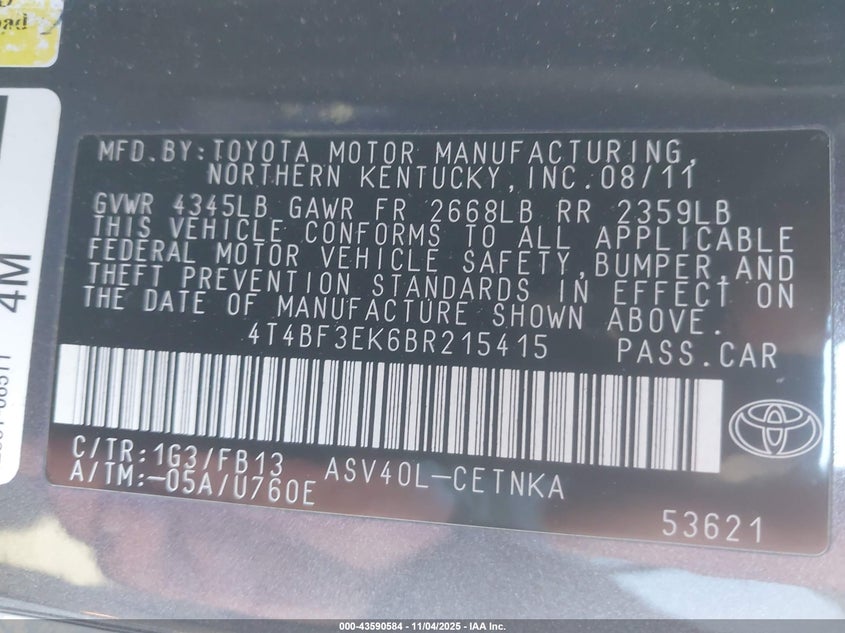 oad
4M
MFD.BY:TOYOTA MOTOR MANUFACTURING,
NORTHERN KENTUCKY,INC.08/11
GVWR 4345LB GAWR FR 2668LB RR 2359LB
THIS VEHICLE CONFORMS TO ALL APPLICABLE
FEDERAL MOTOR VEHICLE SAFETY,BUMPER,AND
THEFT PREVENTION STANDARDS IN EFFECT ON
THE DATE OF MANUFACTURE SHOWN ABOVE.
4T4BF3EK6BR215415 PASS.CAR
C/TR:1G3/FB13 ASV40L-CETNKA
A/TM:-05A/U760E
53621
000-43590584 - 11/04/2025 - IAA Inc.